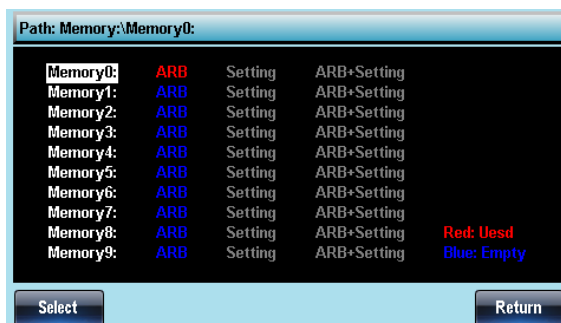 Path: Memory:\Memory0:
Memory0: ARB Setting ARB+Setting
Memory1: ARB Setting ARB+Setting
Memory2: ARB Setting ARB+Setting
Memory3: ARB Setting ARB+Setting
Memory4: ARB Setting ARB+Setting
Memory5: ARB Setting ARB+Setting
Memory6: ARB Setting ARB+Setting
Memory7: ARB Setting ARB+Setting
Memory8: ARB Setting ARB+Setting Red: Uesd
Memory9: ARB Setting ARB+Setting Blue: Empty
Select Return